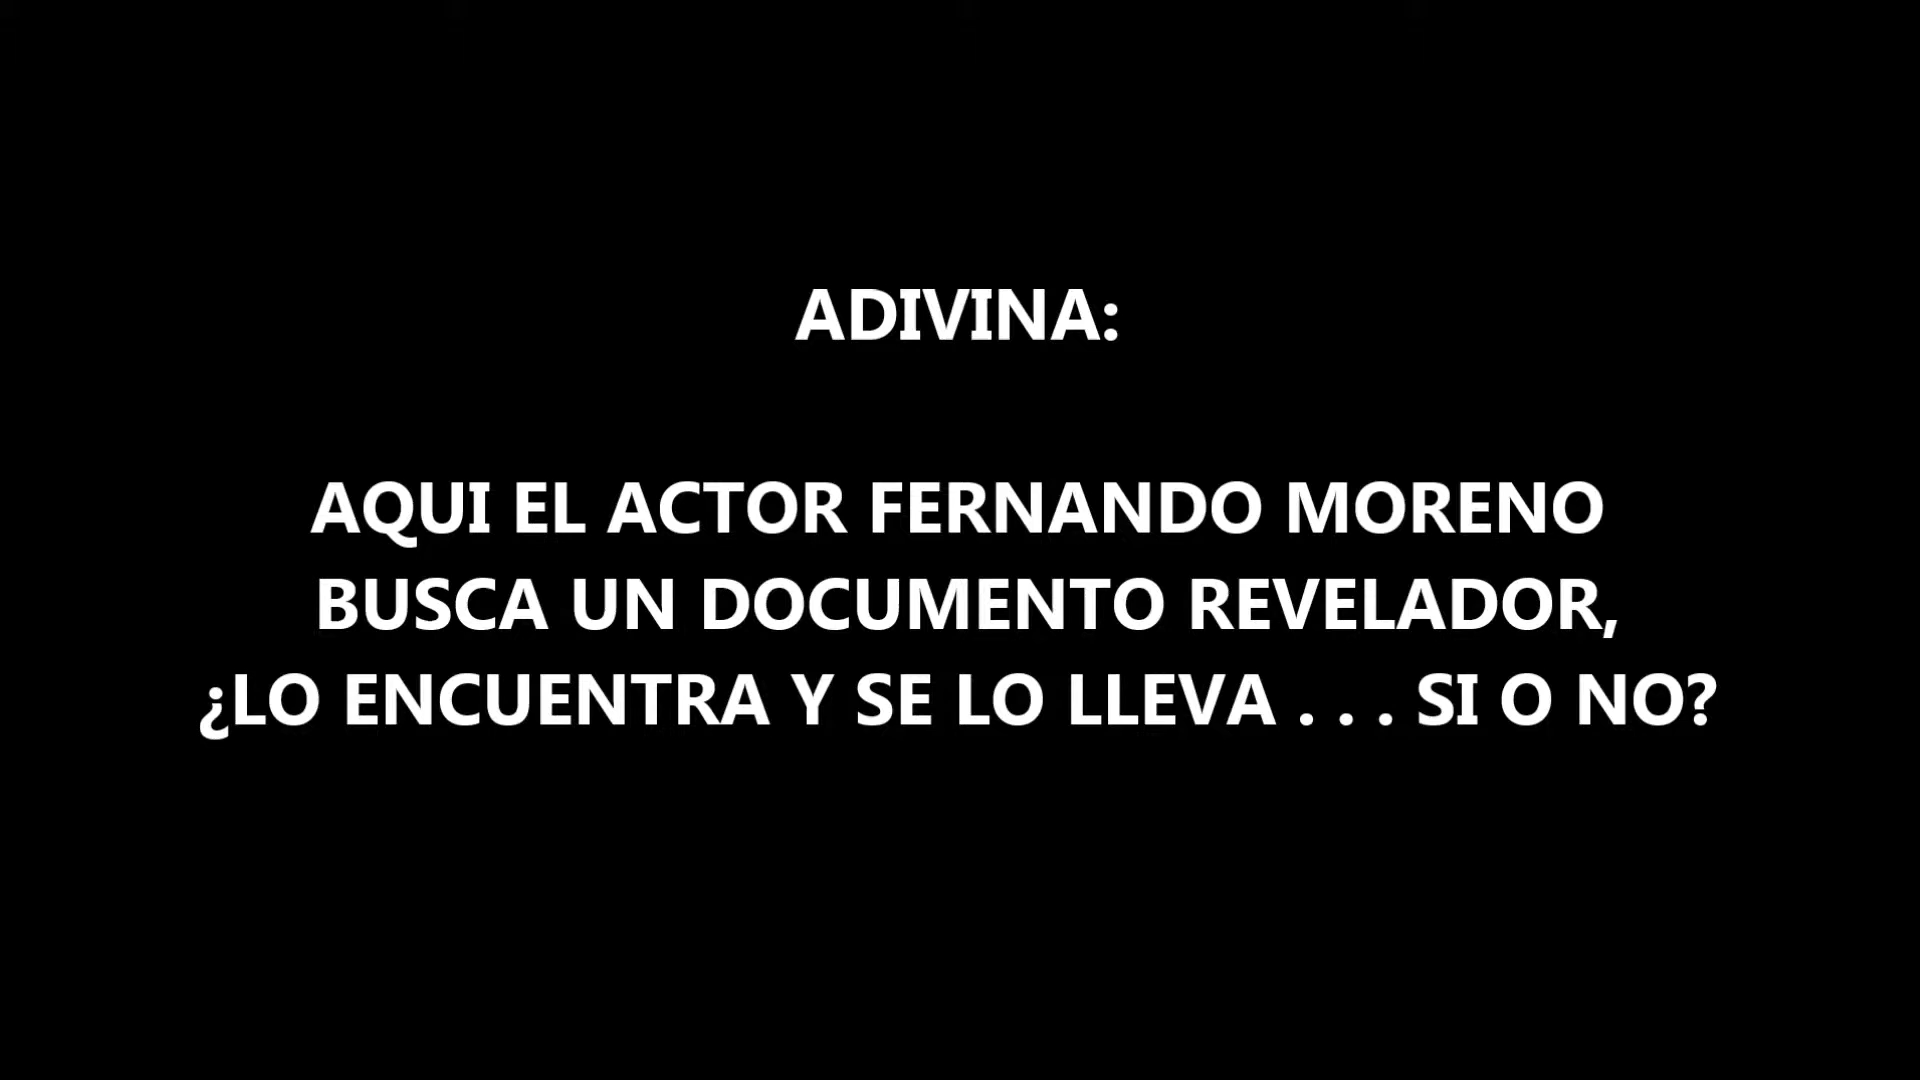 ADIVINA:
AQUI EL ACTOR FERNANDO MORENO
BUSCA UN DOCUMENTO REVELADOR,
¿LO ENCUENTRA Y SE LO LLEVA . . . SI O NO?